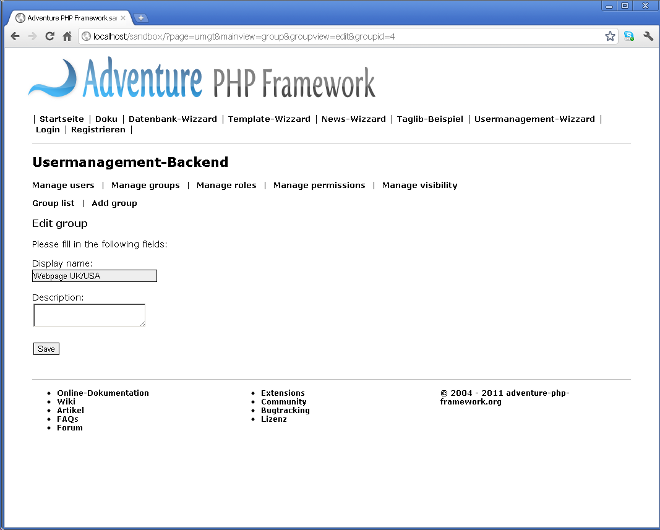 Adventure PHP Framework san
localhost/sandbox/?page=umgt&mainview=group&groupview=edit&groupid=4
Adventure PHP Framework
| Startseite | Doku | Datenbank-Wizzard | Template-Wizzard | News-Wizzard | Taglib-Beispiel | Usermanagement-Wizzard |
Login | Registrieren |
Usermanagement-Backend
Manage users | Manage groups | Manage roles | Manage permissions | Manage visibility
Group list | Add group
Edit group
Please fill in the following fields:
Display name:
Webpage UK/USA
Description:
Save
Online-Dokumentation
Wiki
Artikel
FAQs
Forum
Extensions
Community
Bugtracking
Lizenz
© 2004 - 2011 adventure-php-
framework.org